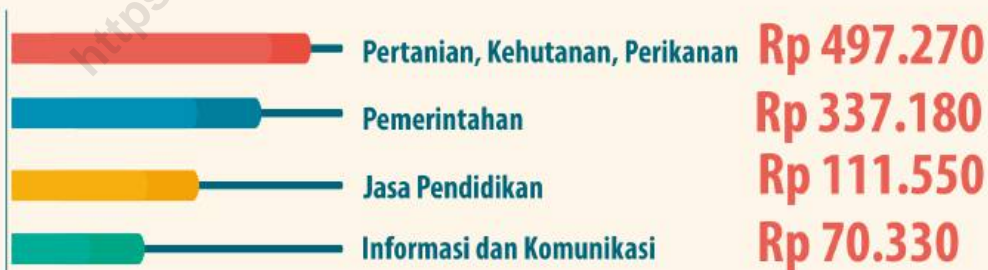 https
Pertanian, Kehutanan, Perikanan Rp 497.270
Pemerintahan Rp 337.180
Jasa Pendidikan Rp 111.550
Informasi dan Komunikasi Rp 70.330